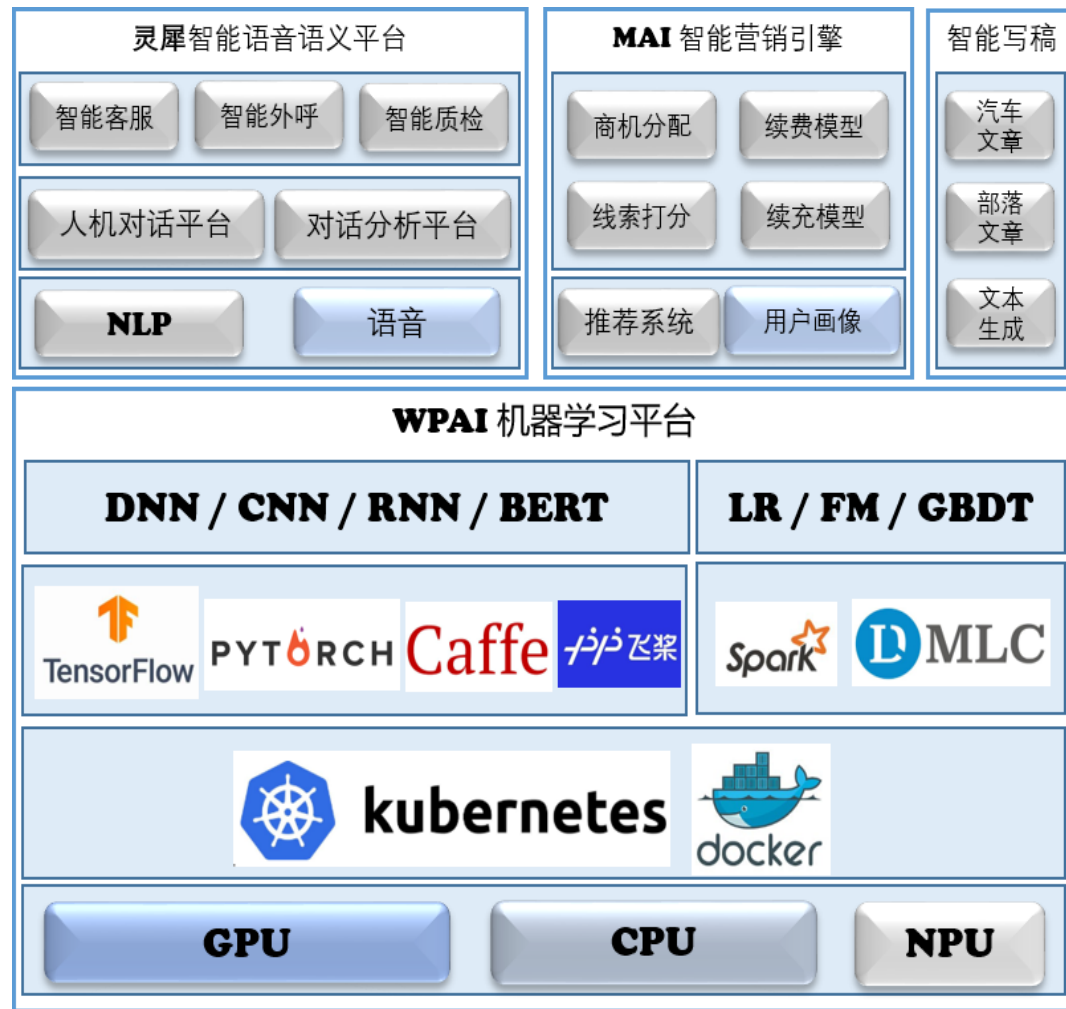 灵犀智能语音语义平台
智能客服
智能外呼
智能质检
人机对话平台
对话分析平台
NLP
语音
MAI 智能营销引擎
商机分配
续费模型
线索打分
续充模型
推荐系统
用户画像
智能写稿
汽车
文章
部落
文章
文本
生成
WPAI 机器学习平台
DNN / CNN / RNN / BERT
LR / FM / GBDT
TensorFlow
PYTORCH
Caffe
飞桨
Spark
D MLC
kubernetes
docker
GPU
CPU
NPU